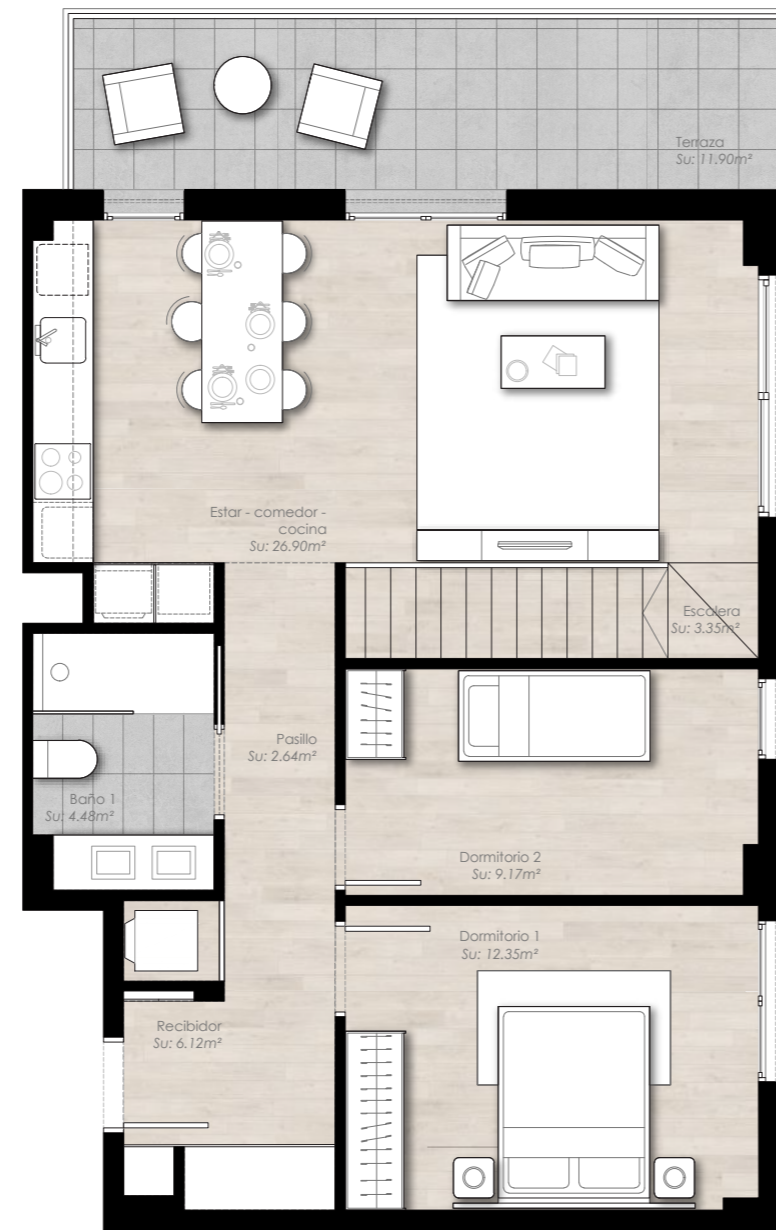 Terraza
Su: 11.90m²
Estar - comedor -
cocina
Su: 26.90m²
Escalera
Su: 3.35m²
Pasillo
Su: 2.64m²
Baño 1
Su: 4.48m²
Dormitorio 2
Su: 9.17m²
Dormitorio 1
Su: 12.35m²
Recibidor
Su: 6.12m²